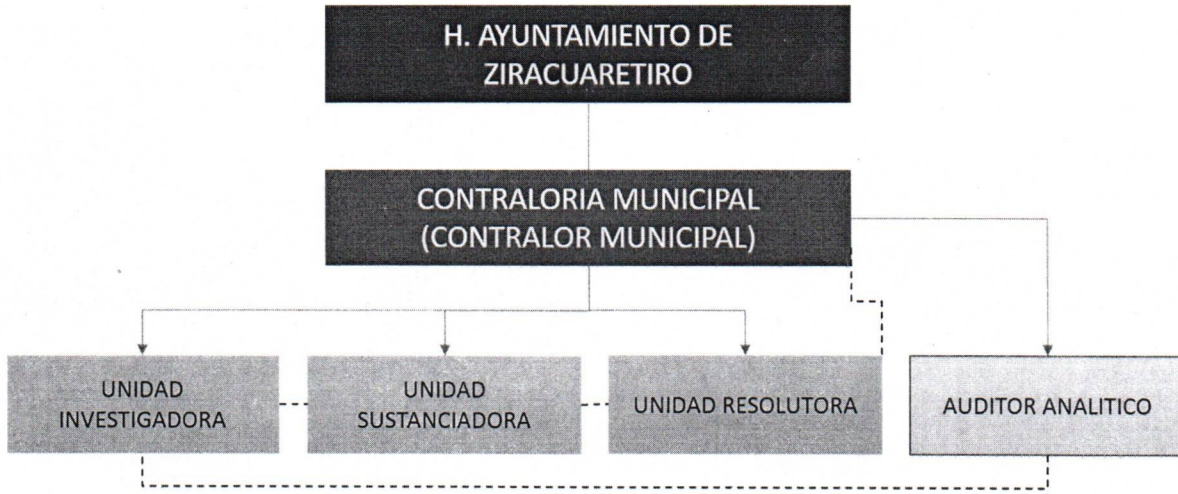 H. AYUNTAMIENTO DE
ZIRACUARETIRO
CONTRALORIA MUNICIPAL
(CONTRALOR MUNICIPAL)
UNIDAD
INVESTIGADORA
UNIDAD
SUSTANCIADORA
UNIDAD RESOLUTORA
AUDITOR ANALITICO